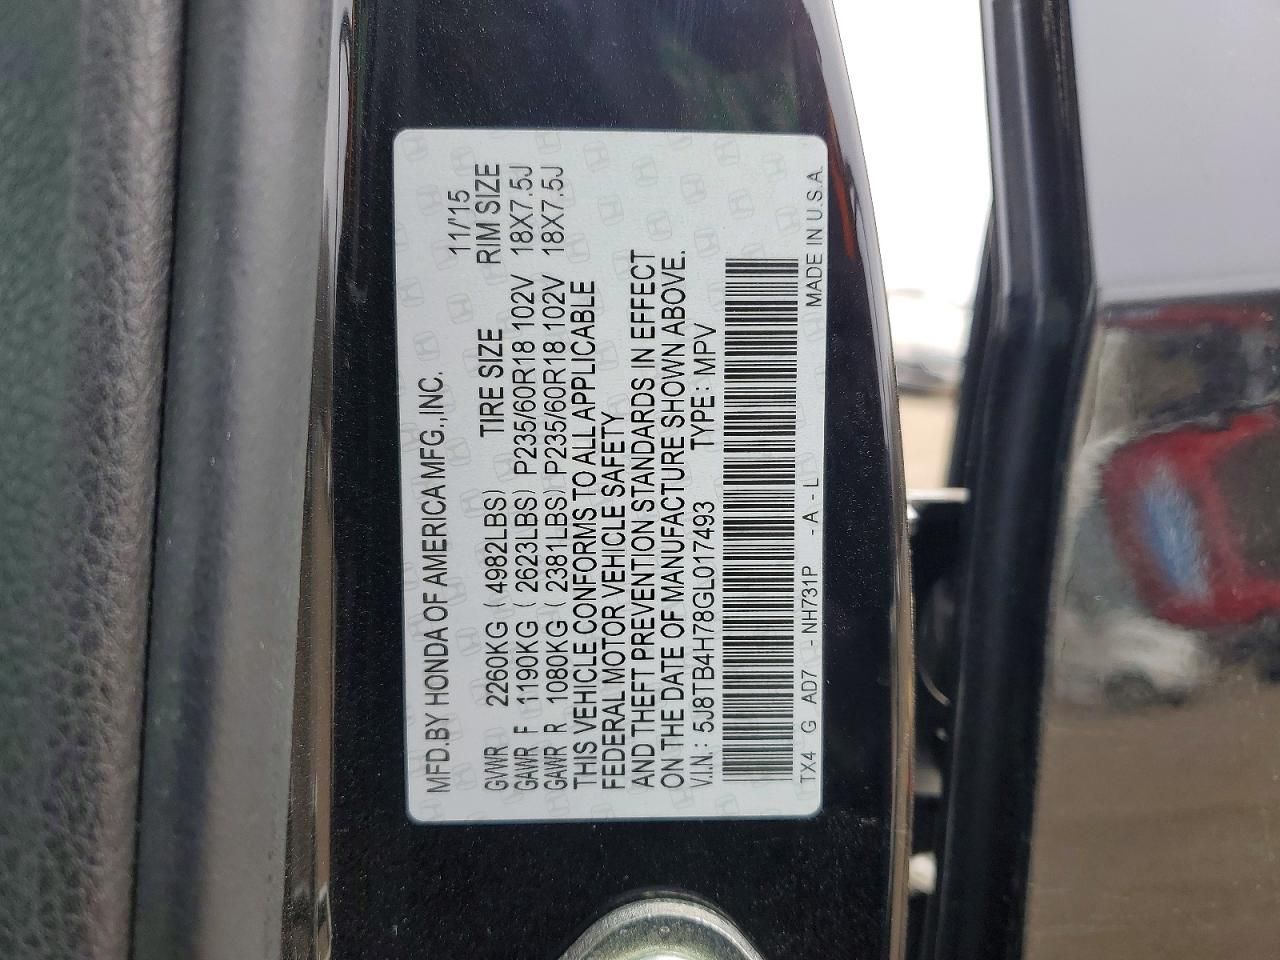 MFD.BY HONDA OF AMERICA MFG.,INC. 11/'15
TIRE SIZE RIM SIZE
GVWR 2260KG ( 4982LBS)
GAWR F 1190KG ( 2623LBS) P235/60R18 102V 18X7.5J
GAWR R 1080KG ( 2381LBS) P235/60R18 102V 18X7.5J
THIS VEHICLE CONFORMS TO ALL APPLICABLE
FEDERAL MOTOR VEHICLE SAFETY
AND THEFT PREVENTION STANDARDS IN EFFECT
ON THE DATE OF MANUFACTURE SHOWN ABOVE.
V.I.N.: 5J8TB4H78GL017493 TYPE: MPV
TX4 G AD7 - NH731P - A - L MADE IN U.S.A.